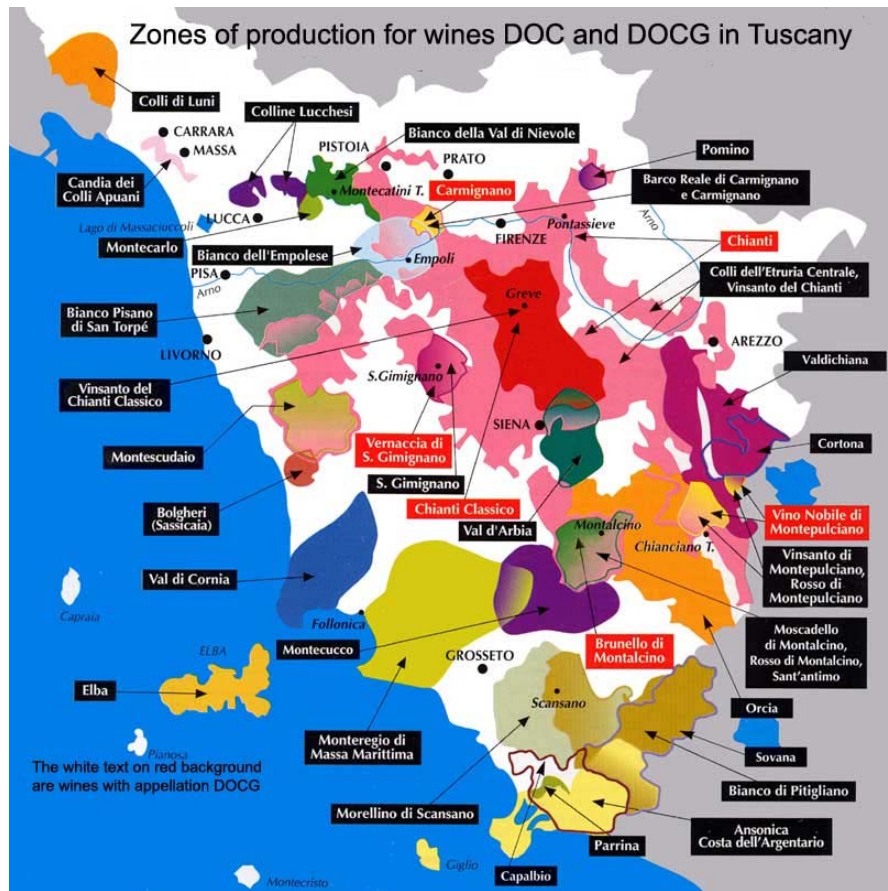 Zones of production for wines DOC and DOCG in Tuscany
Colli di Luni
Colline Lucchesi
CARRARA
MASSA
Bianco della Val di Nievole
PISTOIA
PRATO
Pomino
Candia dei
Colli Apuani
Montecatini T.
Carmignano
Barco Reale di Carmignano
e Carmignano
Lago di Massaciuccoli
LUCCA
Arno
Pontassieve
FIRENZE
Montecarlo
Chianti
Bianco dell'Empolese
Empoli
PISA
Arno
Colli dell'Etruria Centrale,
Vinsanto del Chianti
Greve
Bianco Pisano
di San Torpé
LIVORNO
AREZZO
Valdichiana
S.Gimignano
Vinsanto del
Chianti Classico
SIENA
Vernaccia di
S. Gimignano
Cortona
Montescudaio
S. Gimignano
Bolgheri
(Sassicaia)
Chianti Classico
Val d'Arbia
Vino Nobile di
Montepulciano
Montalcino
Chianciano T.
Vinsanto di
Montepulciano,
Rosso di
Montepulciano
Val di Cornia
Capraia
Follonica
Montecucco
Brunello di
Montalcino
Moscadello
di Montalcino,
Rosso di Montalcino,
Sant'antimo
ELBA
GROSSETO
Elba
Scansano
Orcia
Monteregio di
Massa Marittima
Sovana
Pianosa
The white text on red background
are wines with appellation DOCG
Bianco di Pitigliano
Morellino di Scansano
Ansonica
Costa dell'Argentario
Parrina
Giglio
Capalbio
Montecristo